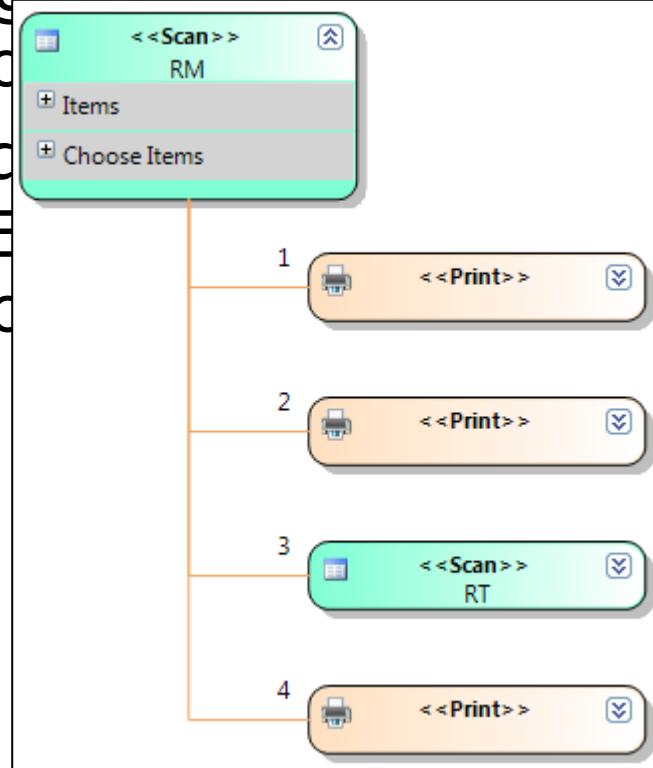 <<Scan>>
RM
Items
Choose Items
1
<<Print>>
2
<<Print>>
3
<<Scan>>
RT
4
<<Print>>